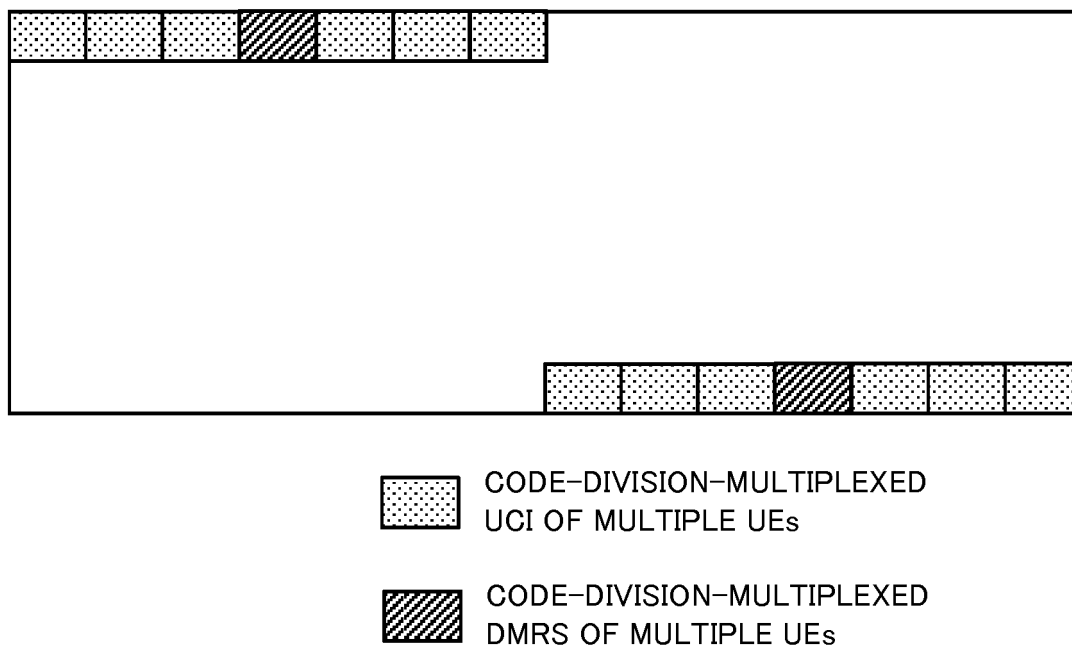 CODE-DIVISION-MULTIPLEXED
UCI OF MULTIPLE UEs
CODE-DIVISION-MULTIPLEXED
DMRS OF MULTIPLE UEs